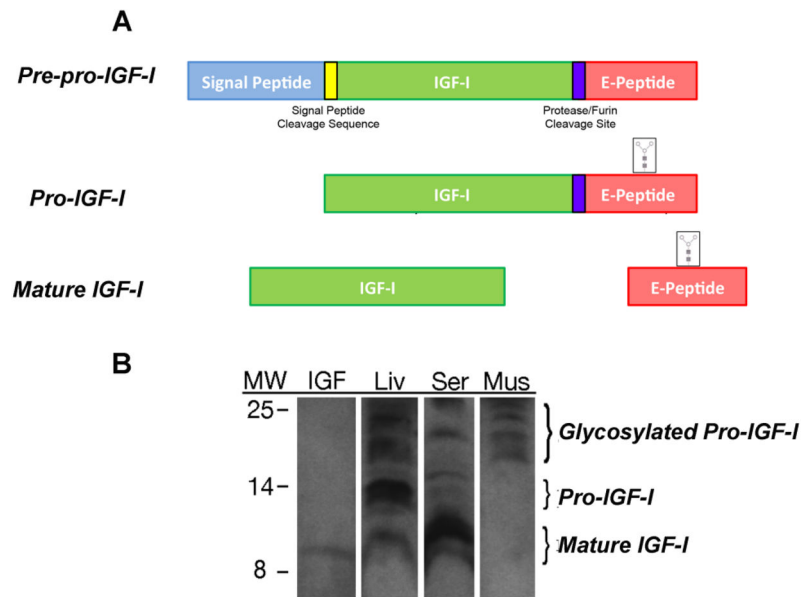 A
Pre-pro-IGF-I
Signal Peptide
IGF-I
E-Peptide
Signal Peptide
Cleavage Sequence
Protease/Furin
Cleavage Site
Pro-IGF-I
IGF-I
E-Peptide
Mature IGF-I
IGF-I
E-Peptide
B
MW IGF Liv Ser Mus
25-
Glycosylated Pro-IGF-I
14-
Pro-IGF-I
Mature IGF-I
8 -